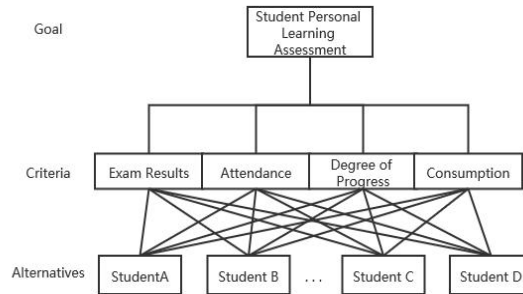 Goal
Student Personal
Learning
Assessment
Criteria
Exam Results
Attendance
Degree of
Progress
Consumption
Alternatives
StudentA
Student B
...
Student C
Student D